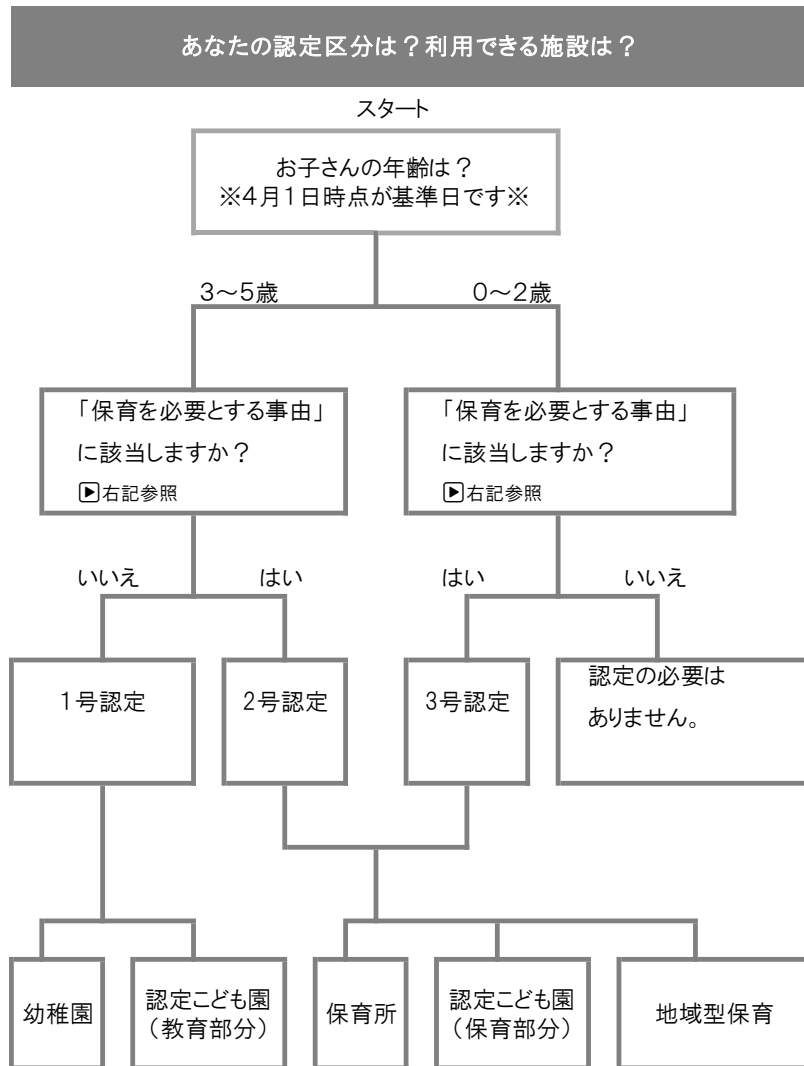 あなたの認定区分は？利用できる施設は？
スタート
お子さんの年齢は？
※４月１日時点が基準日です※
３～５歳
０～２歳
「保育を必要とする事由」
に該当しますか？
▶右記参照
「保育を必要とする事由」
に該当しますか？
▶右記参照
いいえ
はい
はい
いいえ
１号認定
２号認定
３号認定
認定の必要は
ありません。
幼稚園
認定こども園
（教育部分）
保育所
認定こども園
（保育部分）
地域型保育